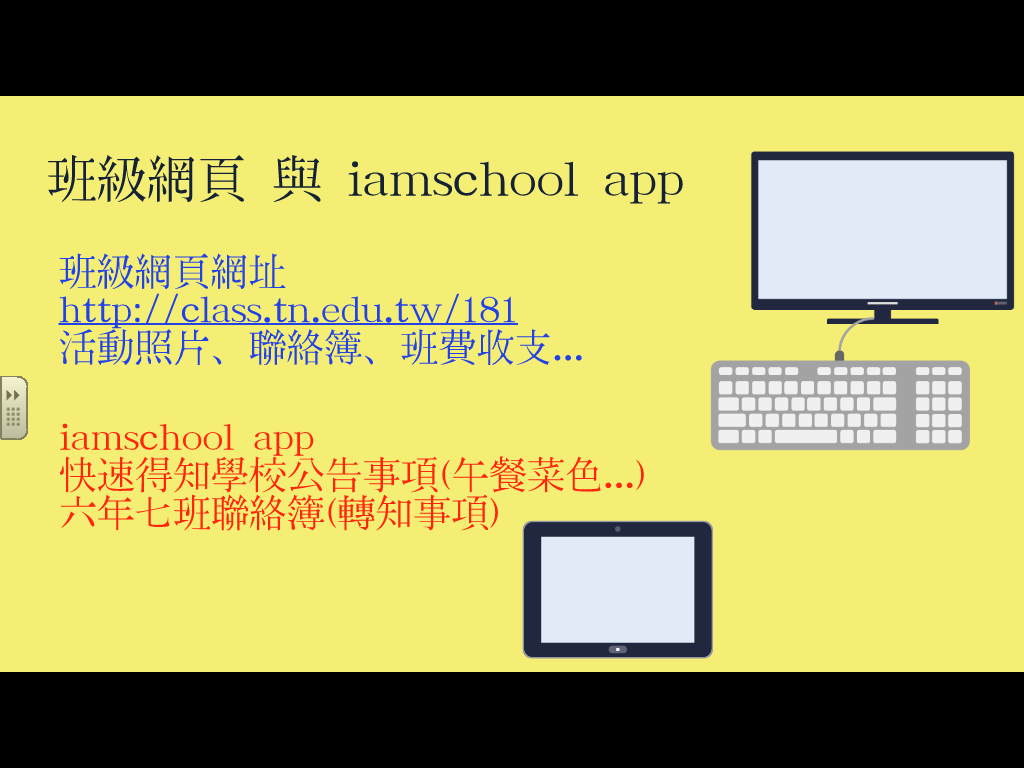 班級網頁 與 iamschool app
班級網頁網址
http://class.tn.edu.tw/181
活動照片、聯絡簿、班費收支...
iamschool app
快速得知學校公告事項(午餐菜色...)
六年七班聯絡簿(轉知事項)